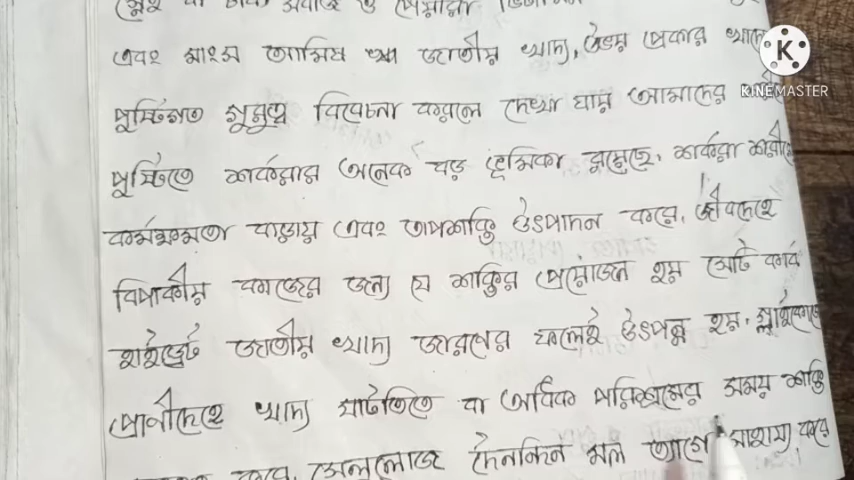 স্নেহ বা
এবং মাংস আমিষ জাতীয় খাদ্য, উভয় প্রকার
KINEMASTER
পুষ্টিগত গুরুত্ব বিবেচনা করলে দেখা যায় আমাদের
পুষ্টিতে শর্করার অনেক বড় ভূমিকা রয়েছে, শর্করা
কর্মক্ষমতা বাড়ায় এবং তাপশক্তি উৎপাদন করে, জীবদেহে
বিপাকীয় কাজের জন্য যে শক্তির প্রয়োজন হয় সেটি কার্ব
হাইড্রেট জাতীয় খাদ্য জারণের ফলেই উৎপন্ন হয়,
প্রাণীদেহে খাদ্য ঘাটতিতে বা অধিক পরিশ্রমের সময় শক্তি
করে, সেলুলোজ দৈনন্দিন মল ত্যাগে সাহায্য করে